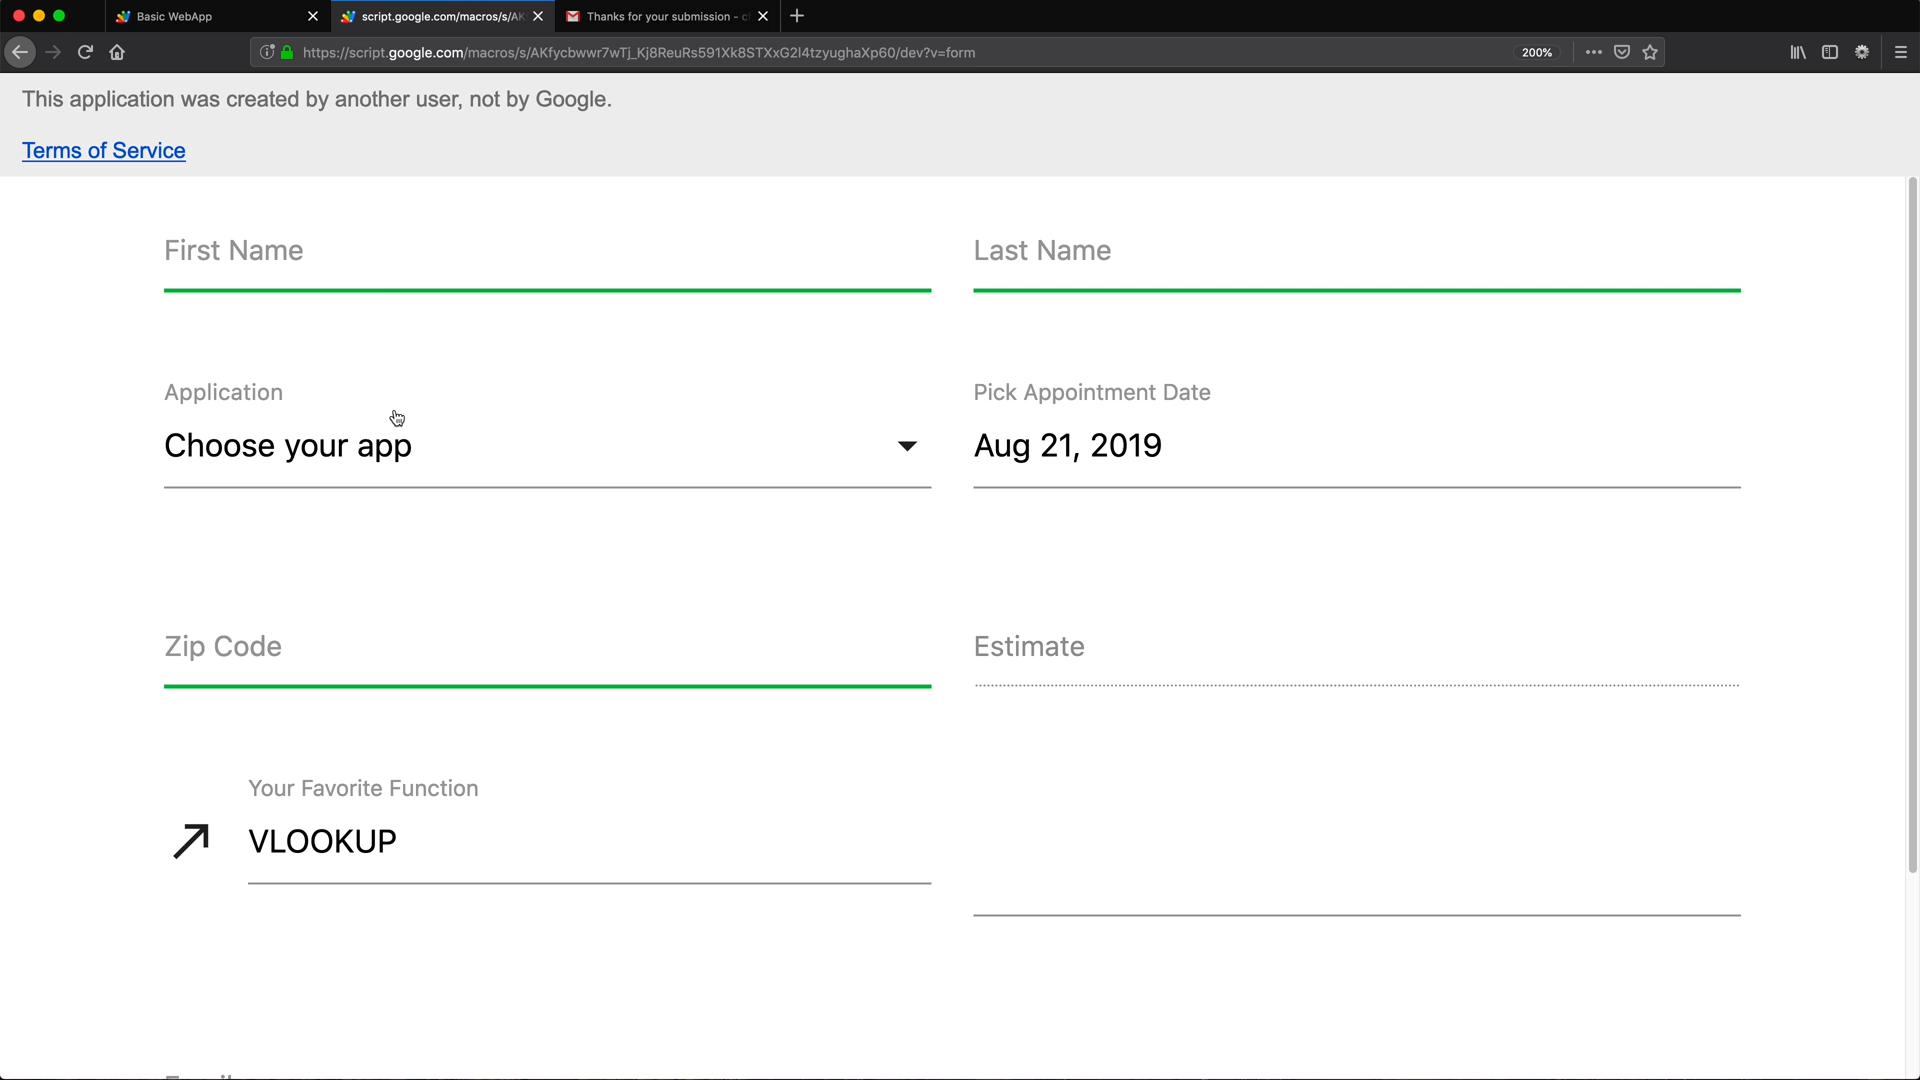 Basic WebApp
script.google.com/macros/s/AK
Thanks for your submission - c
https://script.google.com/macros/s/AKfycbwwr7wTj_Kj8ReuRs591Xk8STXxG2l4tzyughaXp60/dev?v=form
200%
This application was created by another user, not by Google.
Terms of Service
First Name
Last Name
Application
Pick Appointment Date
Choose your app
Aug 21, 2019
Zip Code
Estimate
Your Favorite Function
VLOOKUP